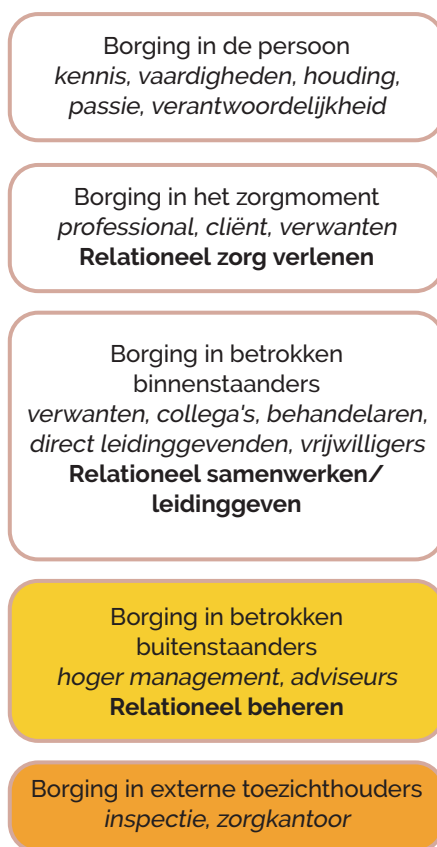 Borging in de persoon
kennis, vaardigheden, houding,
passie, verantwoordelijkheid
Borging in het zorgmoment
professional, cliënt, verwanten
Relationeel zorg verlenen
Borging in betrokken
binnenstaanders
verwanten, collega's, behandelaren,
direct leidinggevenden, vrijwilligers
Relationeel samenwerken/
leidinggeven
Borging in betrokken
buitenstaanders
hoger management, adviseurs
Relationeel beheren
Borging in externe toezichthouders
inspectie, zorgkantoor